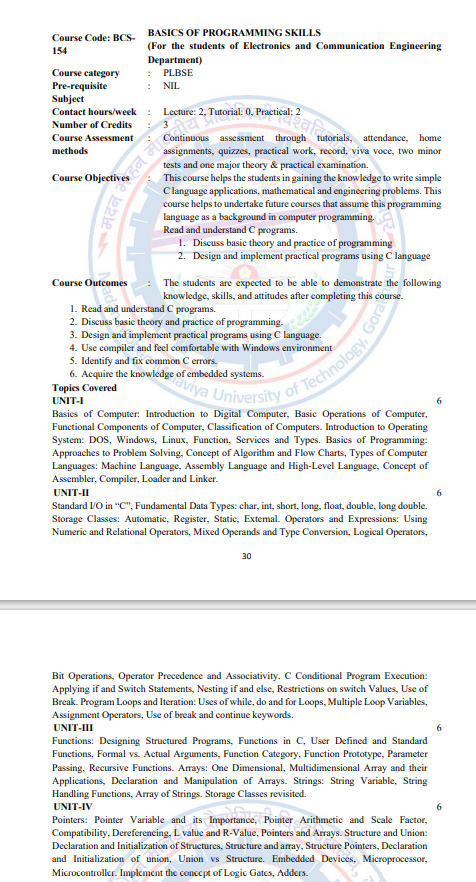 Course Code: BCS-154
BASICS OF PROGRAMMING SKILLS
(For the students of Electronics and Communication Engineering Department)
Course category : PLBSE
Pre-requisite Subject : NIL
Contact hours/week : Lecture: 2, Tutorial: 0, Practical: 2
Number of Credits : 3
Course Assessment methods : Continuous assessment through tutorials, attendance, home
assignments, quizzes, practical work, record, viva voce, two minor
tests and one major theory & practical examination.
Course Objectives : This course helps the students in gaining the knowledge to write simple
C language applications, mathematical and engineering problems. This
course helps to undertake future courses that assume this programming
language as a background in computer programming.
Read and understand C programs.
1. Discuss basic theory and practice of programming
2. Design and implement practical programs using C language
Course Outcomes : The students are expected to be able to demonstrate the following
knowledge, skills, and attitudes after completing this course.
1. Read and understand C programs.
2. Discuss basic theory and practice of programming.
3. Design and implement practical programs using C language.
4. Use compiler and feel comfortable with Windows environment
5. Identify and fix common C errors.
6. Acquire the knowledge of embedded systems.
Topics Covered
UNIT-I 6
Basics of Computer: Introduction to Digital Computer, Basic Operations of Computer,
Functional Components of Computer, Classification of Computers. Introduction to Operating
System: DOS, Windows, Linux, Function, Services and Types. Basics of Programming:
Approaches to Problem Solving, Concept of Algorithm and Flow Charts, Types of Computer
Languages: Machine Language, Assembly Language and High-Level Language, Concept of
Assembler, Compiler, Loader and Linker.
UNIT-II 6
Standard I/O in “C”, Fundamental Data Types: char, int, short, long, float, double, long double.
Storage Classes: Automatic, Register, Static, External. Operators and Expressions: Using
Numeric and Relational Operators, Mixed Operands and Type Conversion, Logical Operators,
30
Bit Operations, Operator Precedence and Associativity. C Conditional Program Execution:
Applying if and Switch Statements, Nesting if and else, Restrictions on switch Values, Use of
Break. Program Loops and Iteration: Uses of while, do and for Loops, Multiple Loop Variables,
Assignment Operators, Use of break and continue keywords.
UNIT-III 6
Functions: Designing Structured Programs, Functions in C, User Defined and Standard
Functions, Formal vs. Actual Arguments, Function Category, Function Prototype, Parameter
Passing, Recursive Functions. Arrays: One Dimensional, Multidimensional Array and their
Applications, Declaration and Manipulation of Arrays. Strings: String Variable, String
Handling Functions, Array of Strings. Storage Classes revisited.
UNIT-IV 6
Pointers: Pointer Variable and its Importance, Pointer Arithmetic and Scale Factor,
Compatibility, Dereferencing, L value and R-Value, Pointers and Arrays. Structure and Union:
Declaration and Initialization of Structures, Structure and array, Structure Pointers, Declaration
and Initialization of union, Union vs Structure. Embedded Devices, Microprocessor,
Microcontroller. Implement the concept of Logic Gates, Adders.